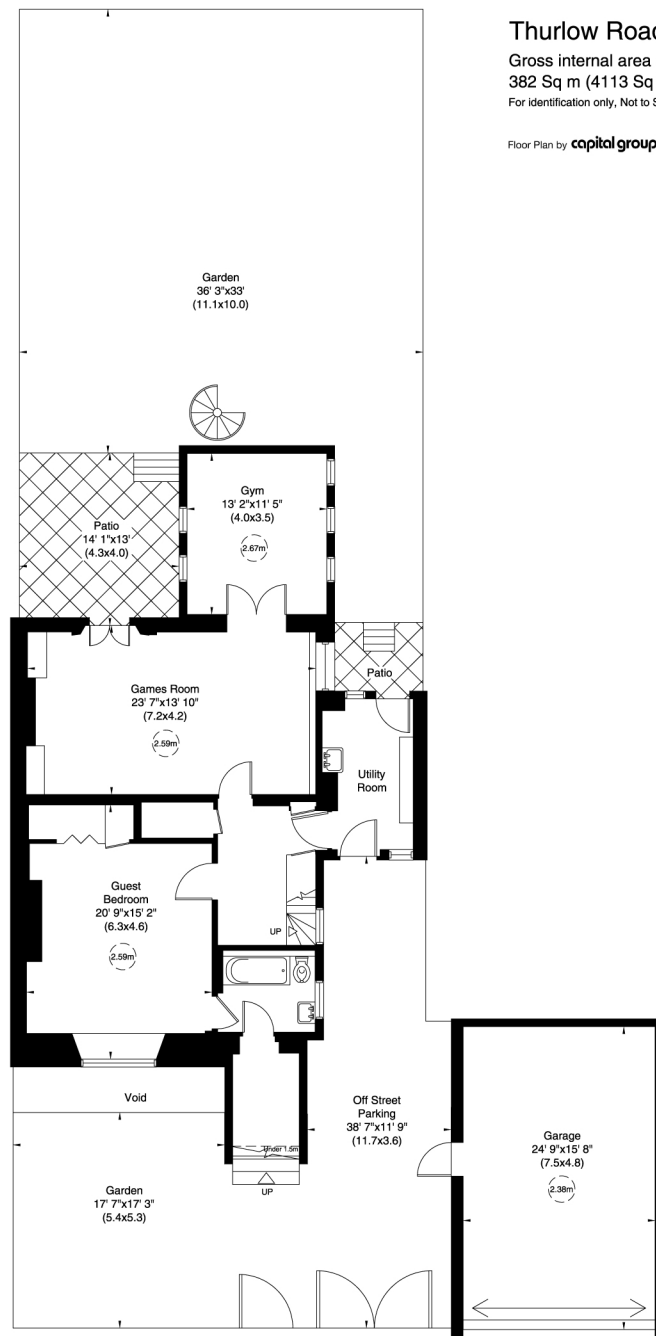 Thurlow Road
Gross internal area
382 Sq m (4113 Sq
For identification only, Not to S
Floor Plan by capital group
Garden
36' 3"x33'
(11.1x10.0)
Gym
13' 2"x11' 5"
(4.0x3.5)
2.67m
Patio
14' 1"x13'
(4.3x4.0)
Patio
Games Room
23' 7"x13' 10"
(7.2x4.2)
2.59m
Utility
Room
Guest
Bedroom
20' 9"x15' 2"
(6.3x4.6)
2.59m
UP
Void
Off Street
Parking
38' 7"x11' 9"
(11.7x3.6)
Under 1.5m
UP
Garage
24' 9"x15' 8"
(7.5x4.8)
2.38m
Garden
17' 7"x17' 3"
(5.4x5.3)